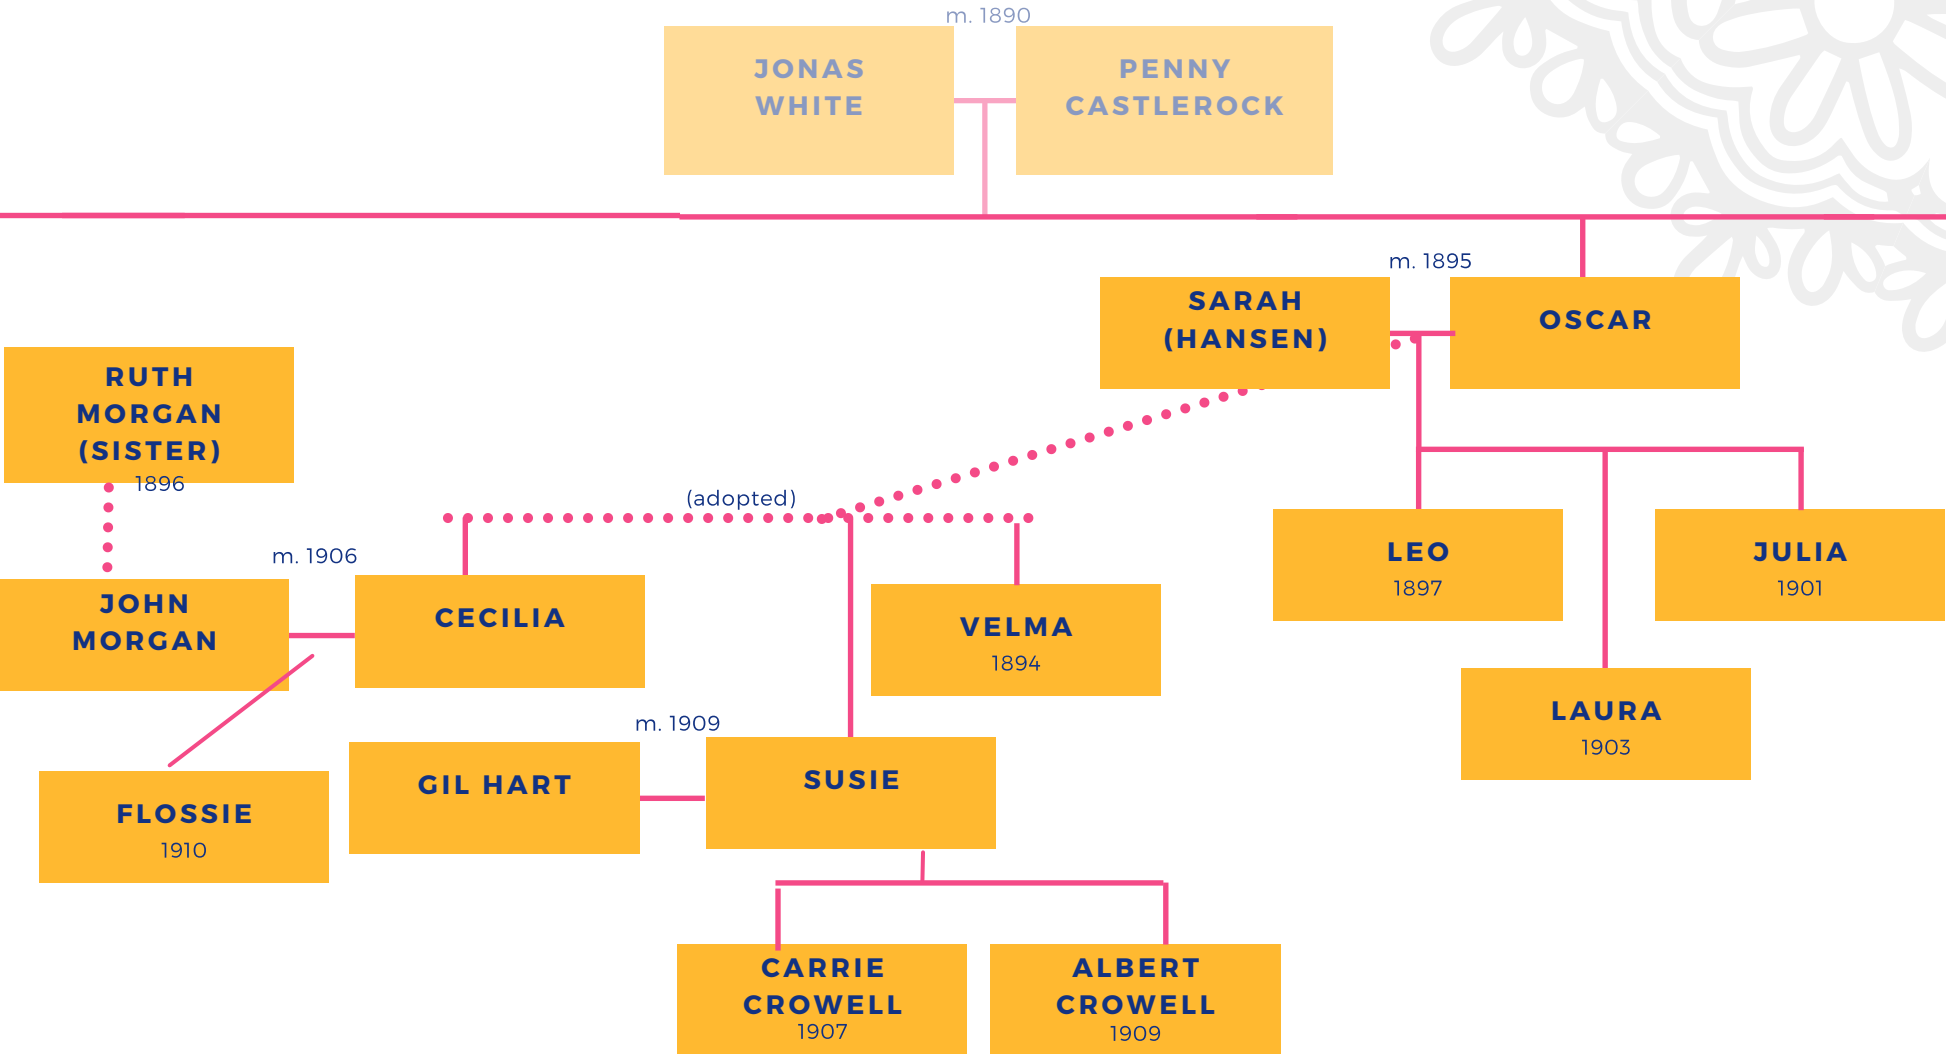 m. 1890
JONAS
WHITE
PENNY
CASTLEROCK
m. 1895
SARAH
(HANSEN)
OSCAR
RUTH
MORGAN
(SISTER)
1896
(adopted)
m. 1906
JOHN
MORGAN
CECILIA
VELMA
1894
LEO
1897
JULIA
1901
LAURA
1903
m. 1909
FLOSSIE
1910
GIL HART
SUSIE
CARRIE
CROWELL
1907
ALBERT
CROWELL
1909